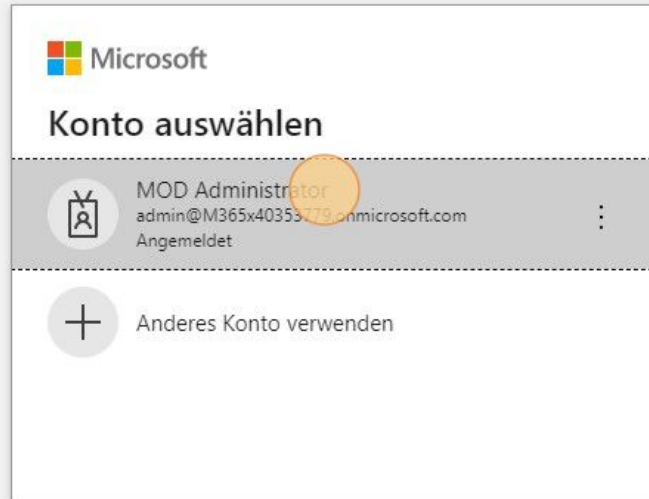 Microsoft
Konto auswählen
MOD Administrator
admin@M365x40353779.onmicrosoft.com
Angemeldet
Anderes Konto verwenden